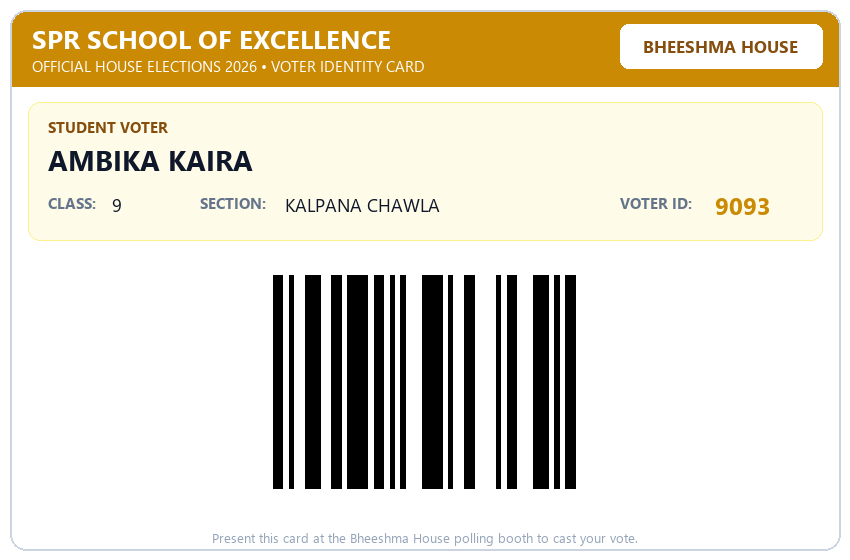 SPR SCHOOL OF EXCELLENCE
OFFICIAL HOUSE ELECTIONS 2026 • VOTER IDENTITY CARD
BHEESHMA HOUSE
STUDENT VOTER
AMBIKA KAIRA
CLASS: 9 SECTION: KALPANA CHAWLA VOTER ID: 9093
Present this card at the Bheeshma House polling booth to cast your vote.